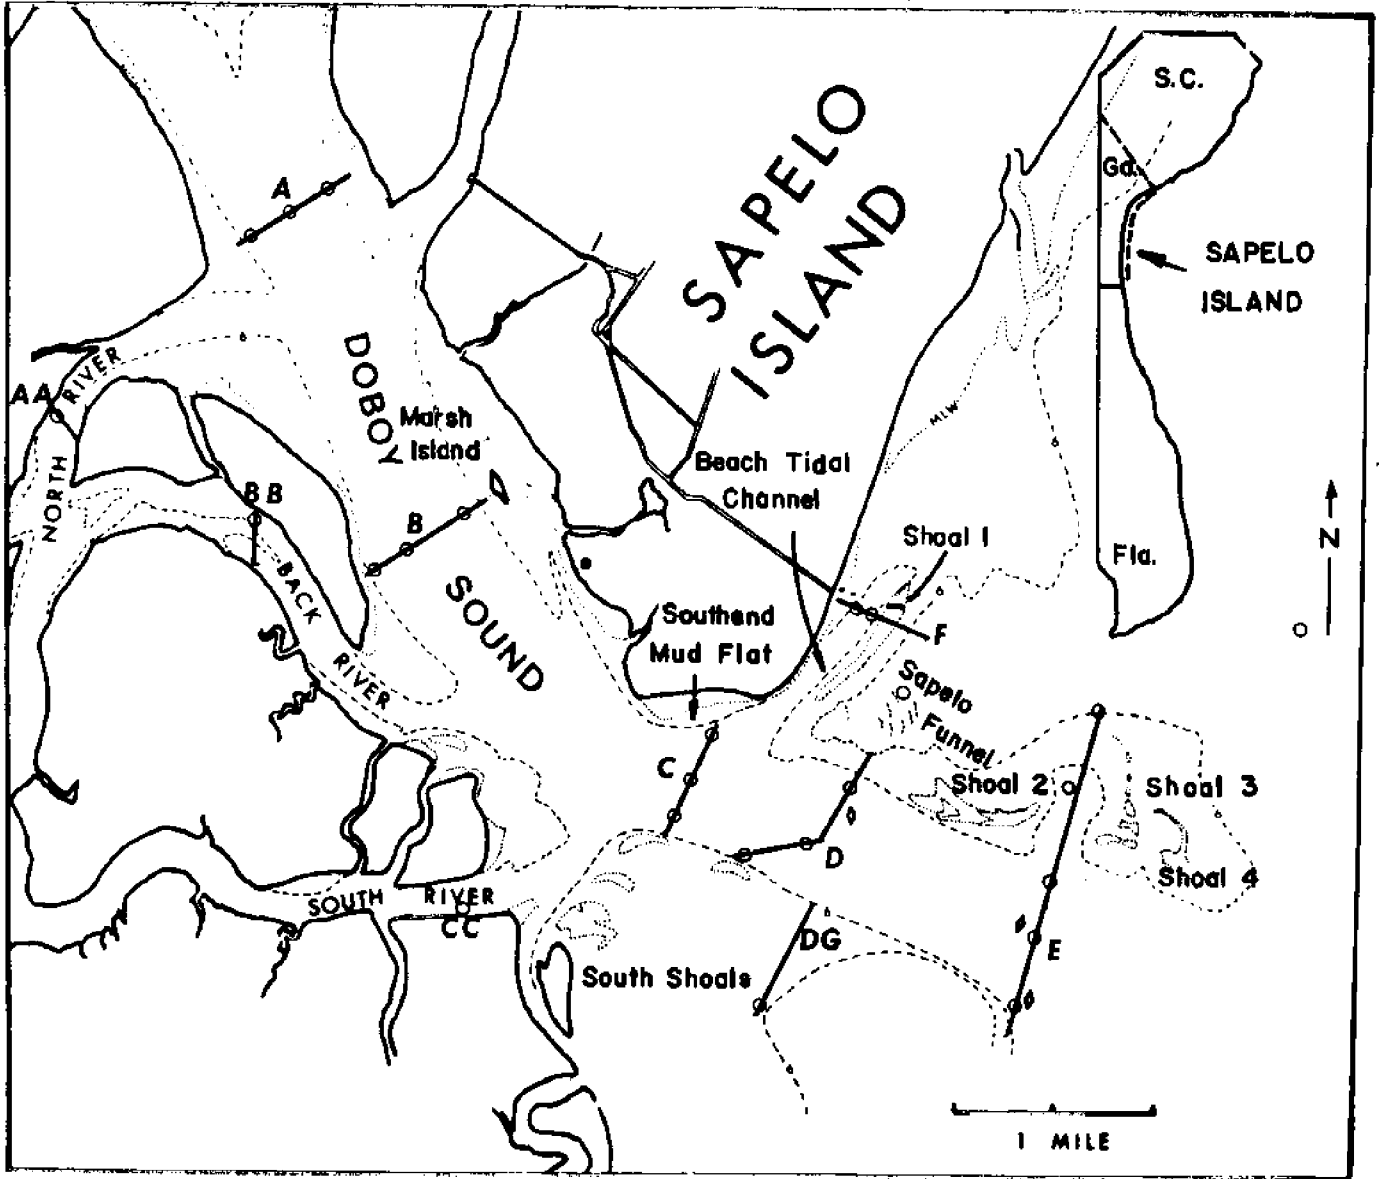 S.C.
Ga.
SAPELO
ISLAND
SAPELO
ISLAND
A
RIVER
AA
NORTH
DOBOY
SOUND
Marsh
Island
MLW
Beach Tidal
Channel
BB
B
BACK
RIVER
Shoal 1
Fla.
N
Southend
Mud Flat
F
Sapelo
Funnel
C
Shoal 2
Shoal 3
Shoal 4
D
SOUTH RIVER
CC
DG
E
South Shoals
1 MILE